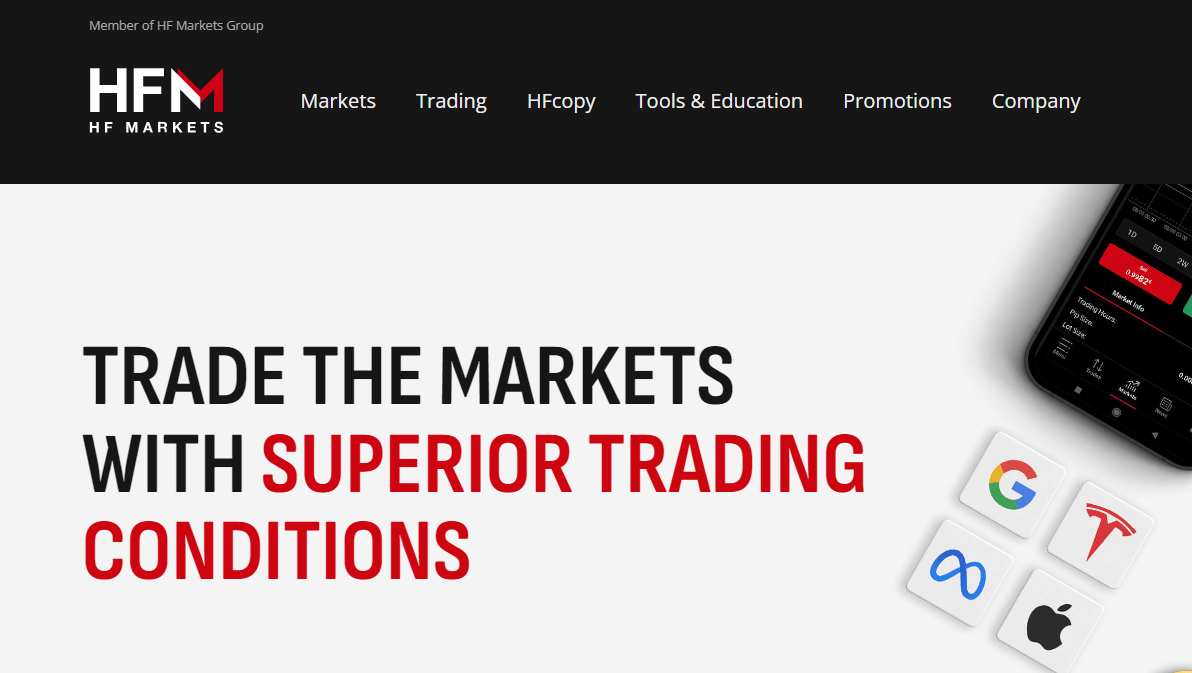 Member of HF Markets Group
HFM
HF MARKETS
Markets
Trading
HFcopy
Tools & Education
Promotions
Company
TRADE THE MARKETS
WITH SUPERIOR TRADING
CONDITIONS
1D
5D
2W
Sell
0.9982⁴
Market Info
Trading Hours:
Pip Size:
Lot Size:
Menu
Trades
Markets
News